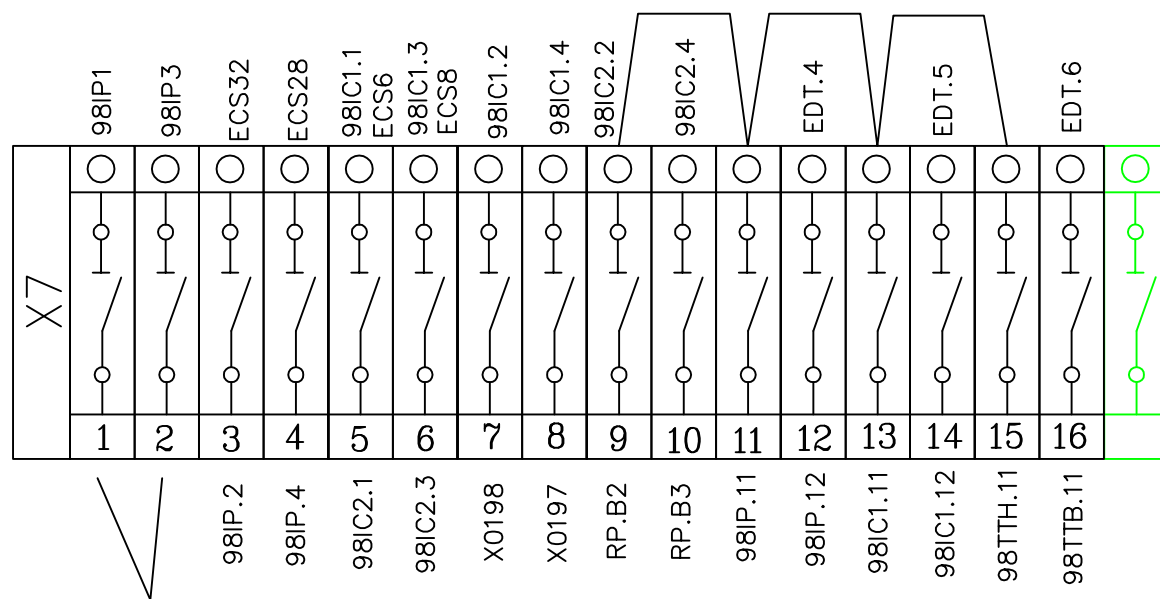 98IP1
98IP3
ECS32
ECS28
98IC1.1
ECS6
98IC1.3
ECS8
98IC1.2
98IC1.4
98IC2.2
98IC2.4
EDT.4
EDT.5
EDT.6
X7
1 2 3 4 5 6 7 8 9 10 11 12 13 14 15 16
98IP.2
98IP.4
98IC2.1
98IC2.3
X0198
X0197
RP.B2
RP.B3
98IP.11
98IP.12
98IC1.11
98IC1.12
98TTH.11
98TTB.11